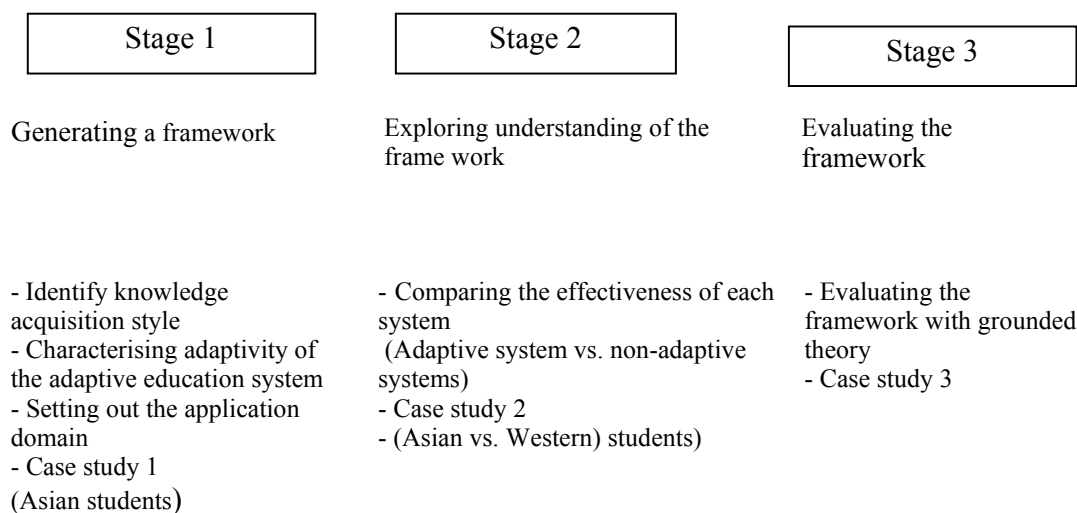 Stage 1
Stage 2
Stage 3
Generating a framework
Exploring understanding of the
frame work
Evaluating the
framework
- Identify knowledge
acquisition style
- Characterising adaptivity of
the adaptive education system
- Setting out the application
domain
- Case study 1
(Asian students)
- Comparing the effectiveness of each
system
(Adaptive system vs. non-adaptive
systems)
- Case study 2
- (Asian vs. Western) students)
- Evaluating the
framework with grounded
theory
- Case study 3